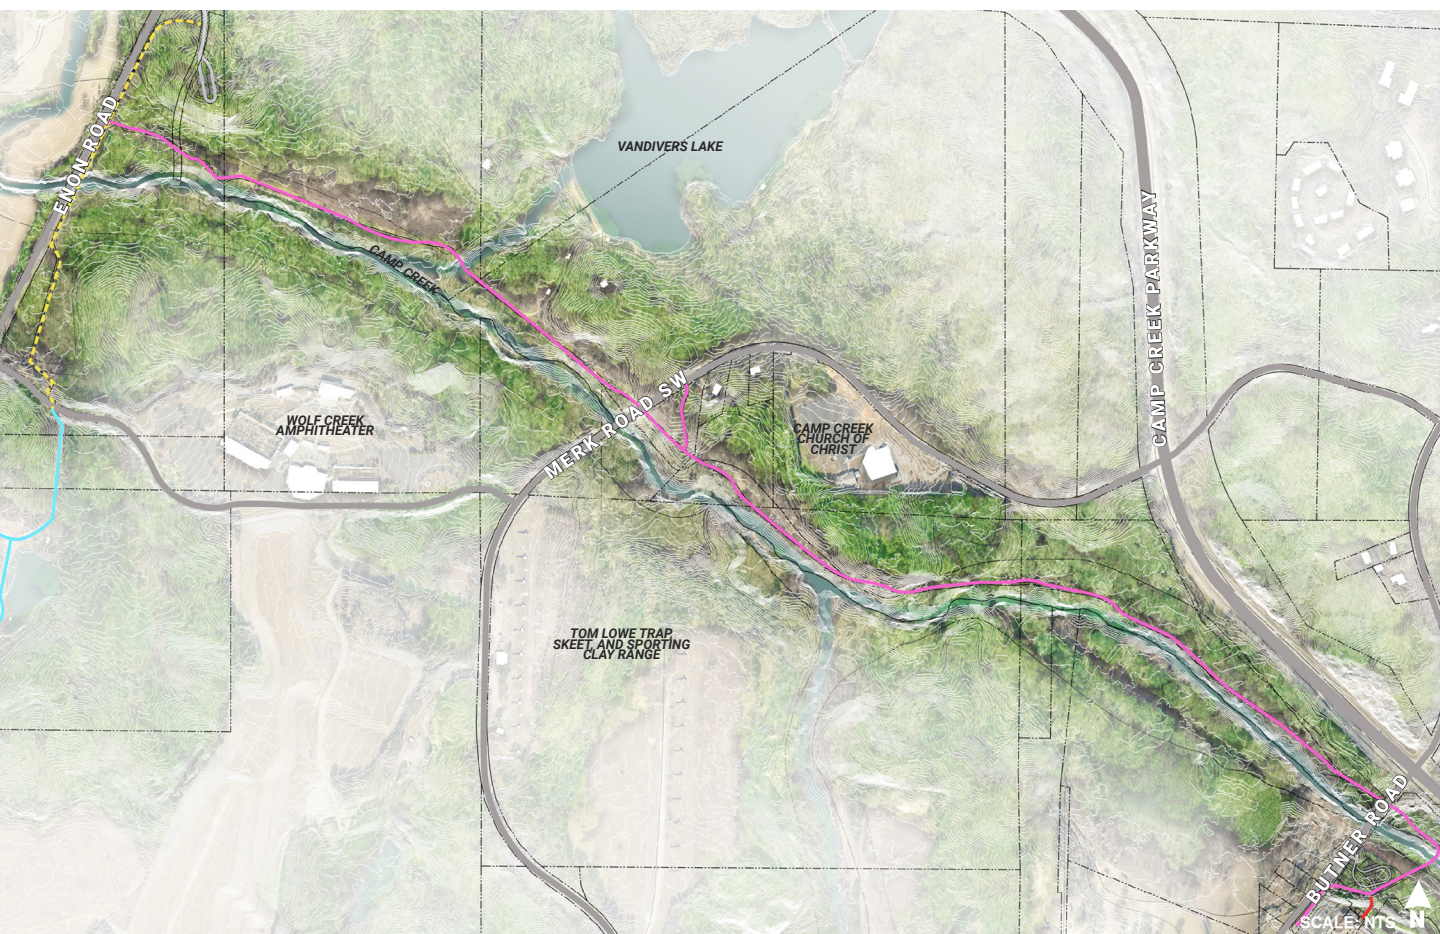 ENON ROAD
VANDIVERS LAKE
CAMP CREEK
CAMP CREEK PARKWAY
MERK ROAD SW
WOLF CREEK
AMPHITHEATER
CAMP CREEK
CHURCH OF
CHRIST
TOM LOWE TRAP,
SKEET, AND SPORTING
CLAY RANGE
BUTNER ROAD
SCALE: NTS
N